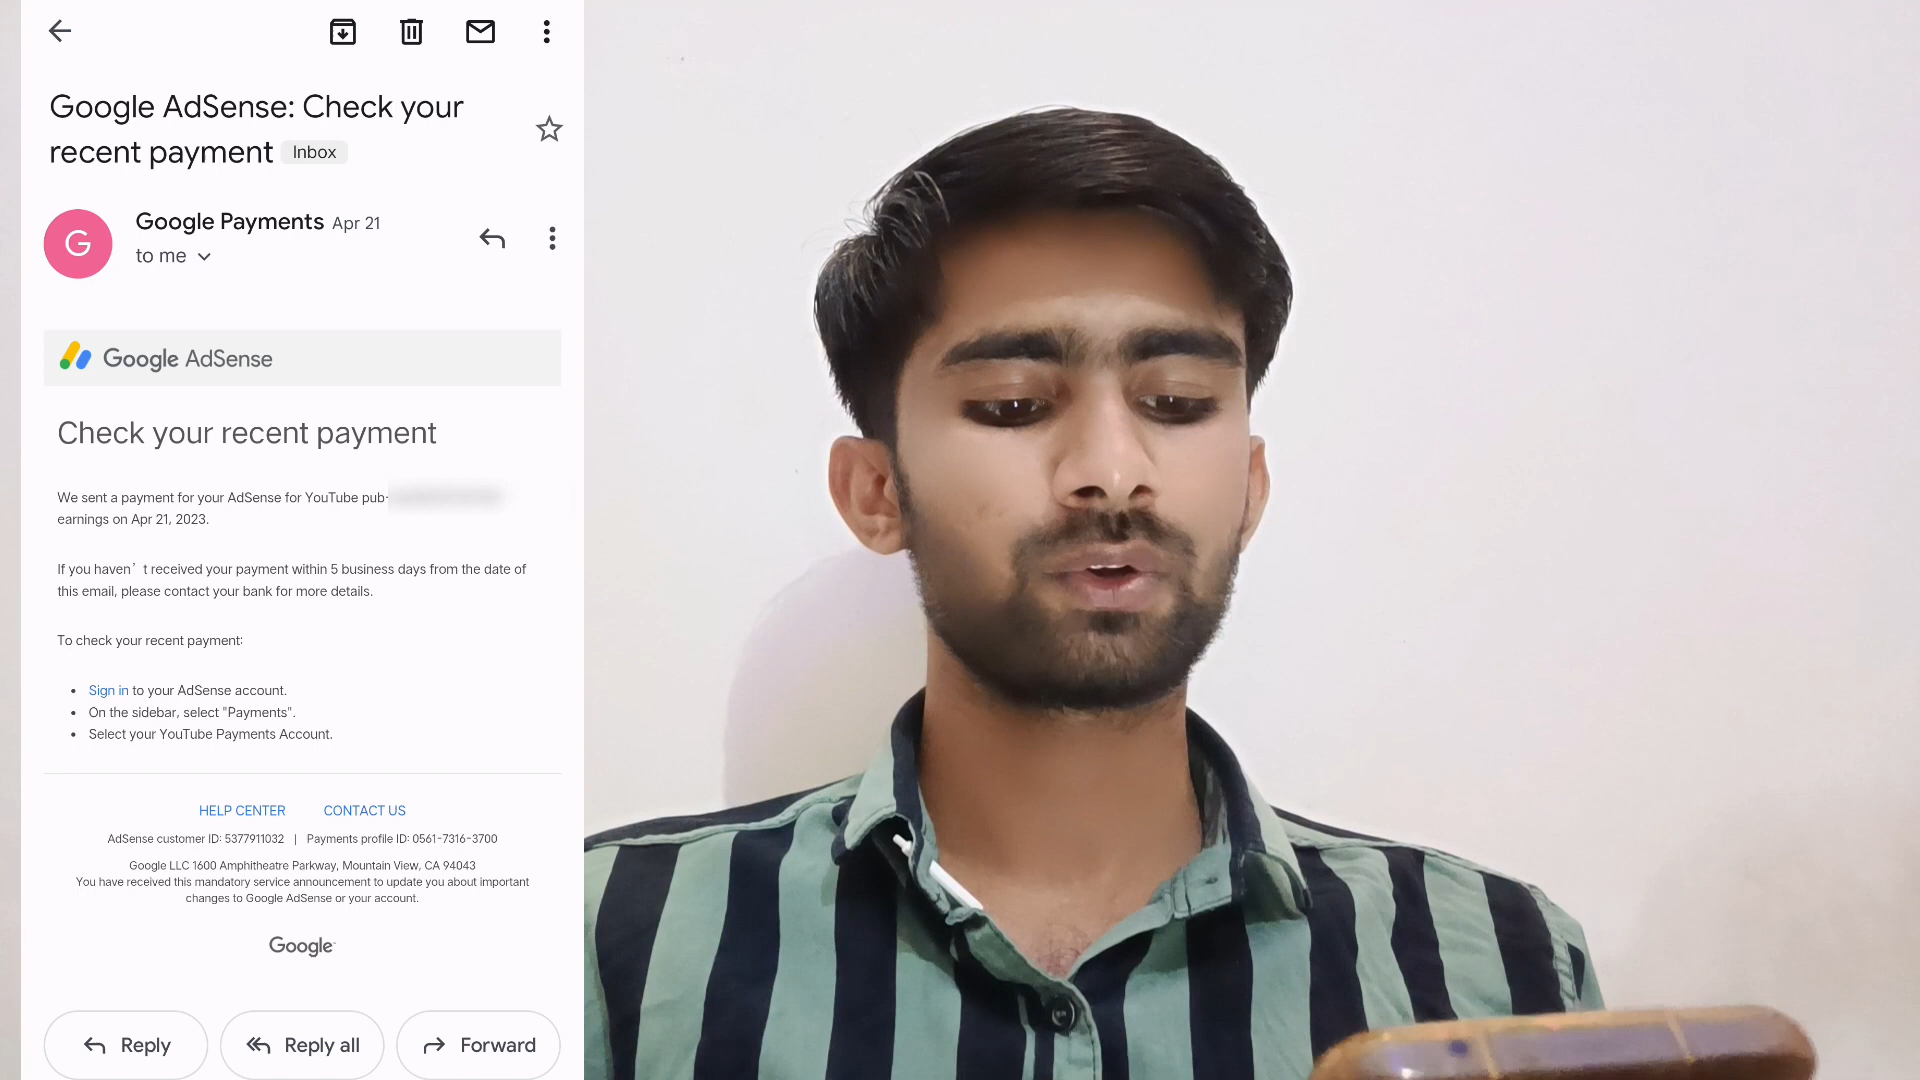 Google AdSense: Check your
recent payment Inbox
G
Google Payments Apr 21
to me
Google AdSense
Check your recent payment
We sent a payment for your AdSense for YouTube pub-
earnings on Apr 21, 2023.
If you haven’t received your payment within 5 business days from the date of
this email, please contact your bank for more details.
To check your recent payment:
• Sign in to your AdSense account.
• On the sidebar, select "Payments".
• Select your YouTube Payments Account.
HELP CENTER CONTACT US
AdSense customer ID: 5377911032 | Payments profile ID: 0561-7316-3700
Google LLC 1600 Amphitheatre Parkway, Mountain View, CA 94043
You have received this mandatory service announcement to update you about important
changes to Google AdSense or your account.
Google
Reply Reply all Forward